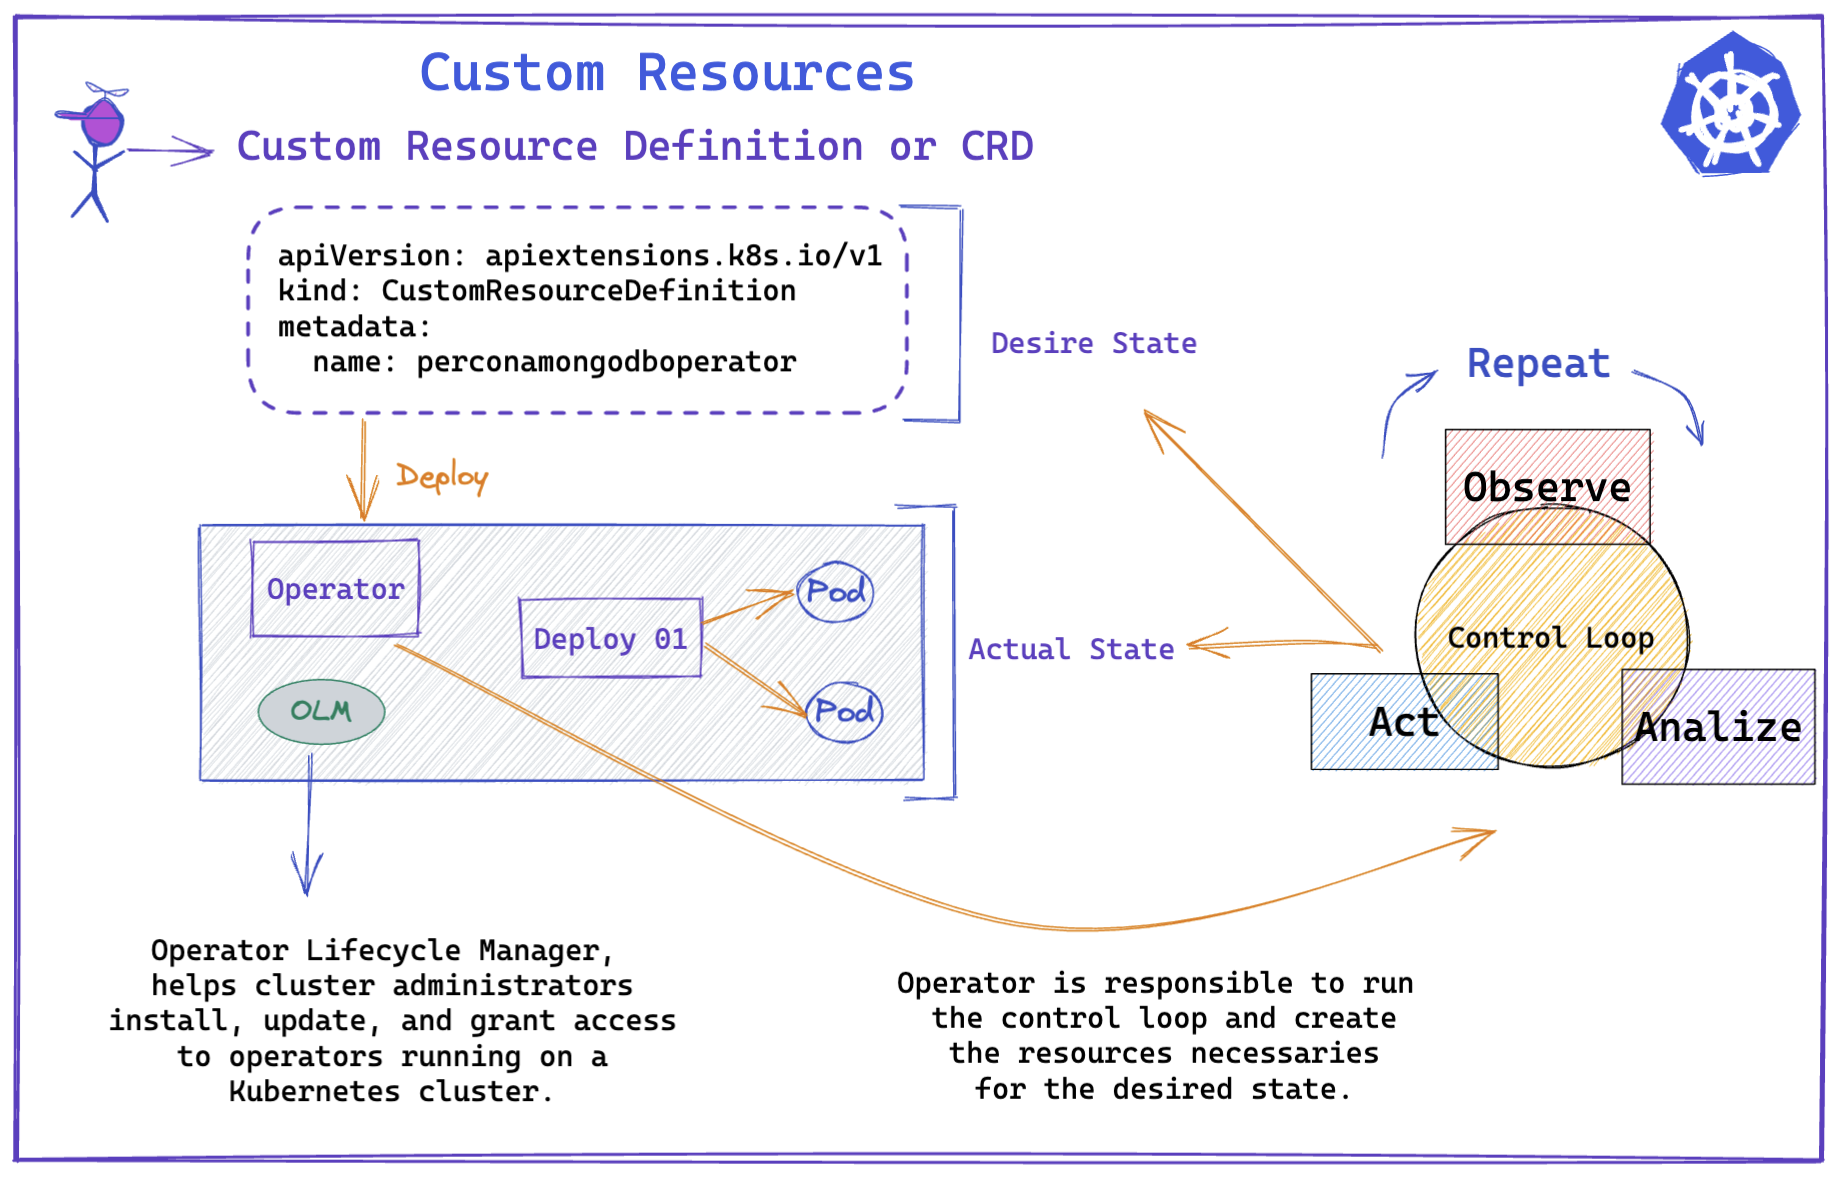 Custom Resources
Custom Resource Definition or CRD
apiVersion: apiextensions.k8s.io/v1
kind: CustomResourceDefinition
metadata:
  name: perconamongodboperator
Desire State
Repeat
Deploy
Observe
Operator
Pod
Deploy 01
Actual State
Control Loop
OLM
Pod
Act
Analize
Operator Lifecycle Manager,
helps cluster administrators
install, update, and grant access
to operators running on a
Kubernetes cluster.
Operator is responsible to run
the control loop and create
the resources necessaries
for the desired state.